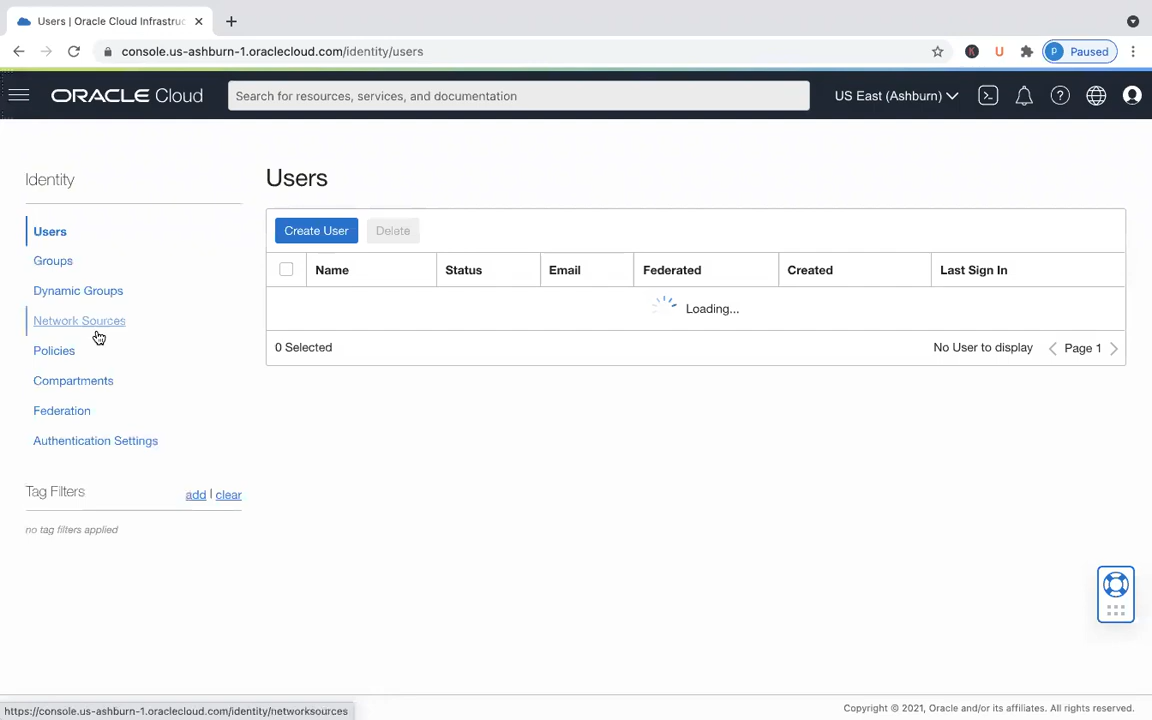 Users | Oracle Cloud Infrastruc
console.us-ashburn-1.oraclecloud.com/identity/users
K
U
P
Paused
ORACLE Cloud
Search for resources, services, and documentation
US East (Ashburn)
Identity
Users
Groups
Dynamic Groups
Network Sources
Policies
Compartments
Federation
Authentication Settings
Tag Filters
add | clear
no tag filters applied
Users
Create User
Delete
Name Status Email Federated Created Last Sign In
Loading...
0 Selected
No User to display
Page 1
https://console.us-ashburn-1.oraclecloud.com/identity/networksources
Copyright © 2021, Oracle and/or its affiliates. All rights reserved.